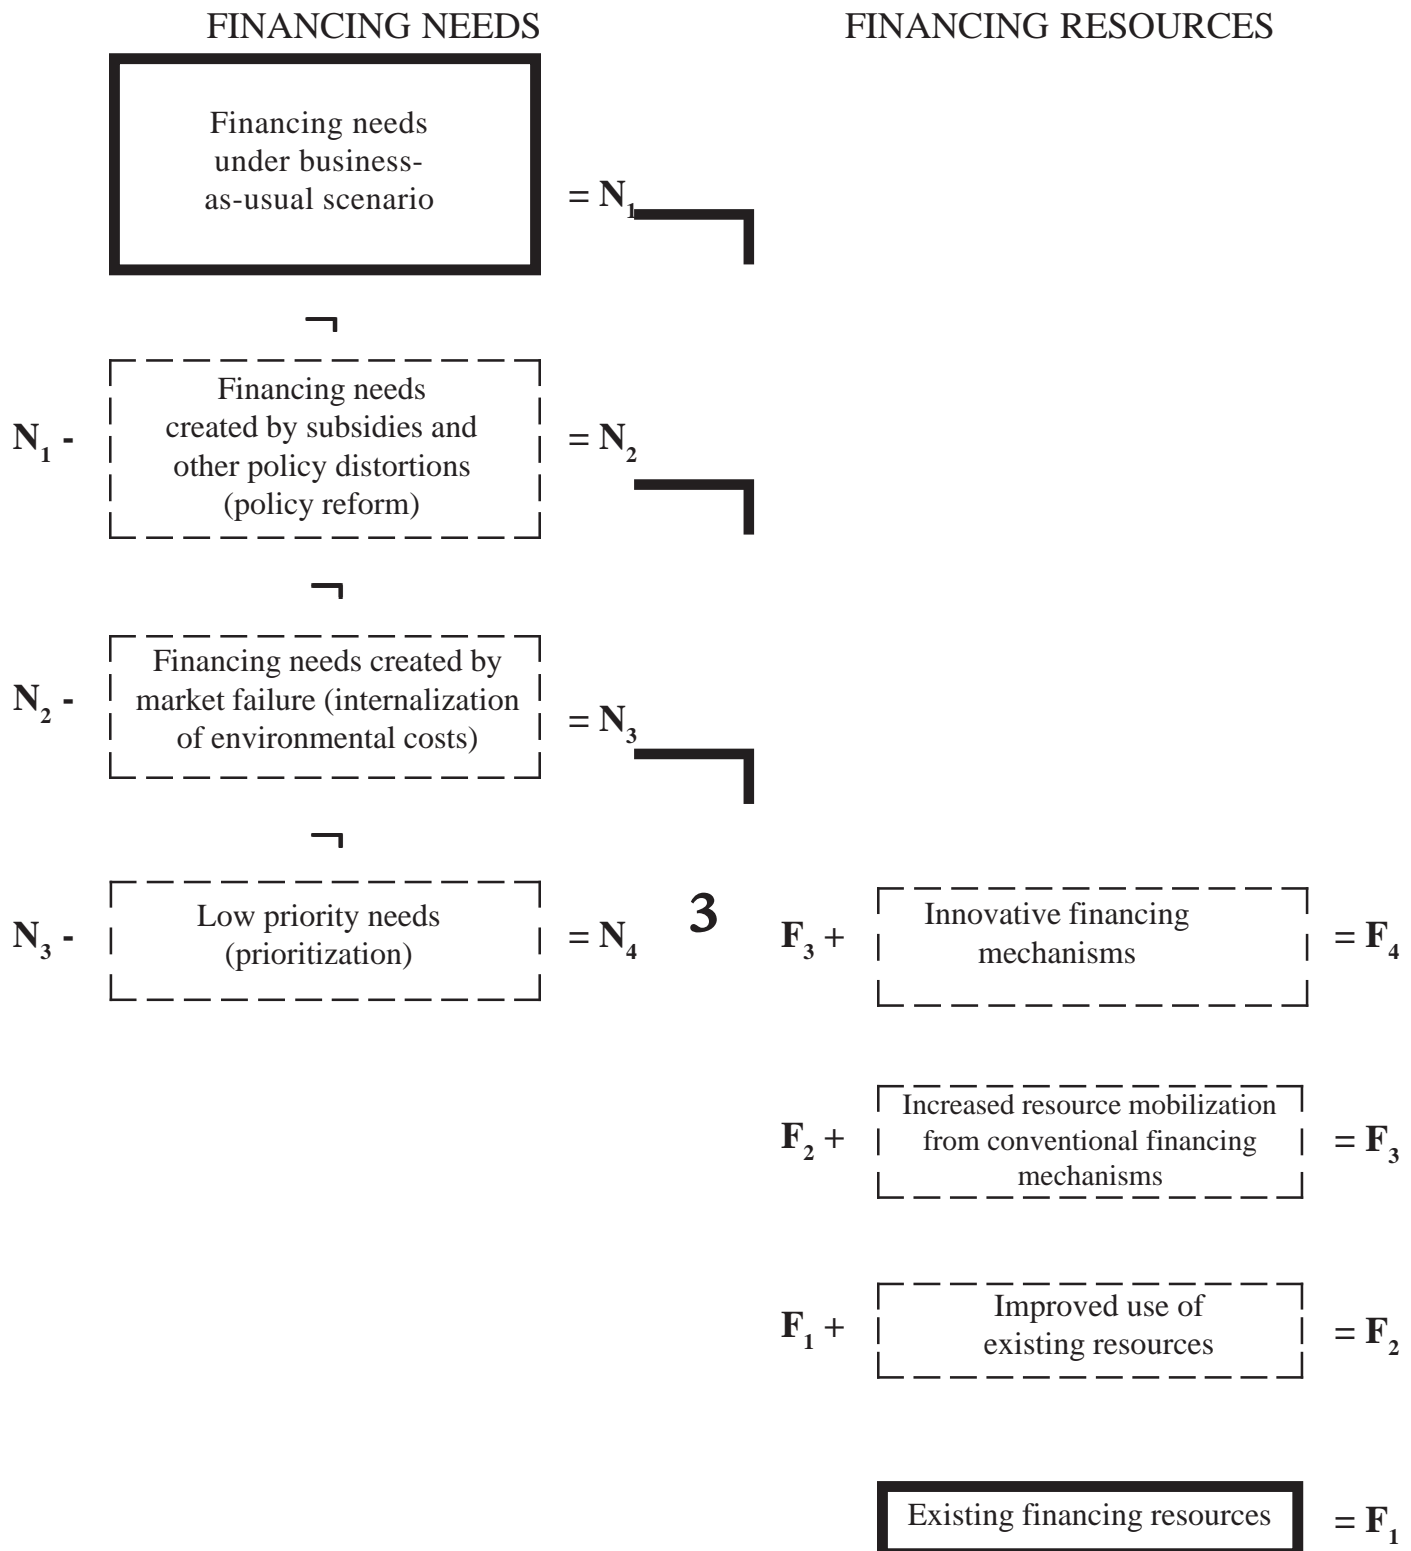 FINANCING NEEDS
FINANCING RESOURCES
Financing needs
under business-
as-usual scenario
= N1
¬
N1 -
Financing needs
created by subsidies and
other policy distortions
(policy reform)
= N2
¬
N2 -
Financing needs created by
market failure (internalization
of environmental costs)
= N3
¬
N3 -
Low priority needs
(prioritization)
= N4
3
F3 +
Innovative financing
mechanisms
= F4
F2 +
Increased resource mobilization
from conventional financing
mechanisms
= F3
F1 +
Improved use of
existing resources
= F2
Existing financing resources
= F1